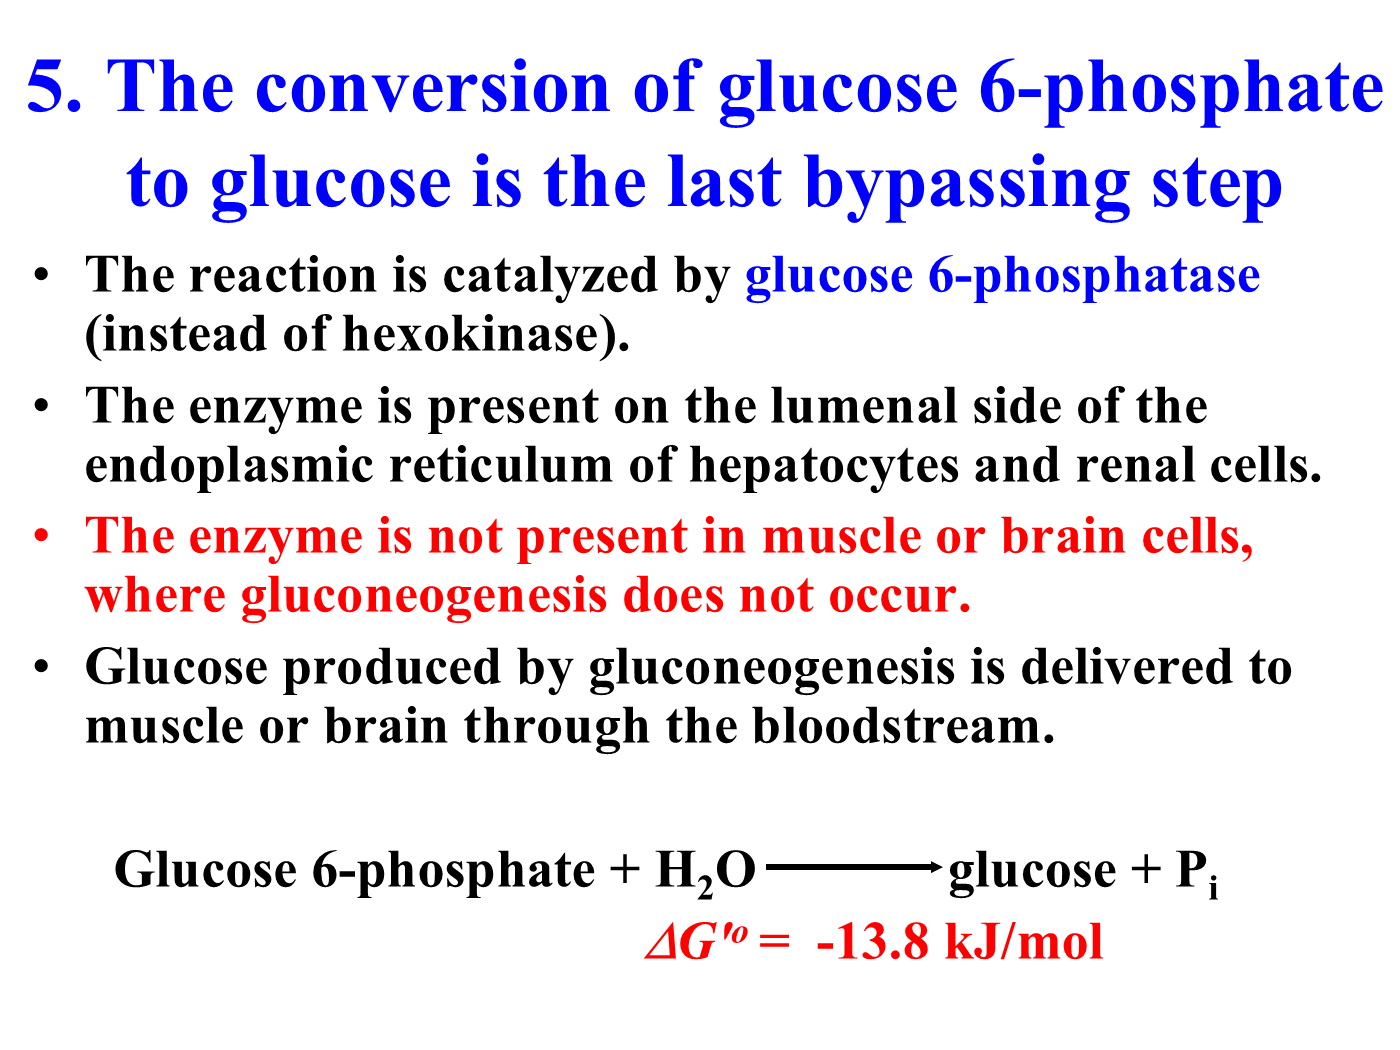 5. The conversion of glucose 6-phosphate
to glucose is the last bypassing step
• The reaction is catalyzed by glucose 6-phosphatase
(instead of hexokinase).
• The enzyme is present on the lumenal side of the
endoplasmic reticulum of hepatocytes and renal cells.
• The enzyme is not present in muscle or brain cells,
where gluconeogenesis does not occur.
• Glucose produced by gluconeogenesis is delivered to
muscle or brain through the bloodstream.
Glucose 6-phosphate + H₂O ⟶ glucose + Pᵢ
ΔG'º = -13.8 kJ/mol